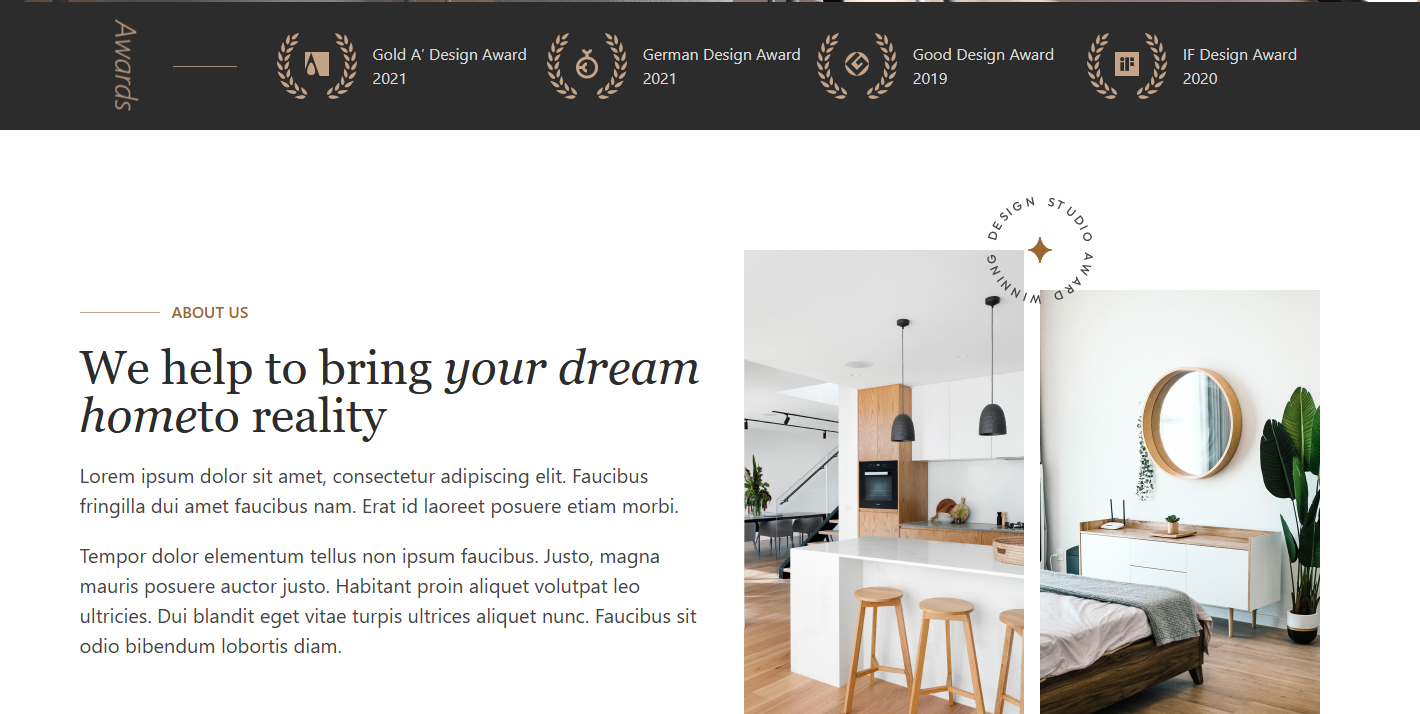 Awards
Gold A’ Design Award
2021
German Design Award
2021
Good Design Award
2019
IF Design Award
2020
DESIGN STUDIO AWARD WINNING
ABOUT US
We help to bring your dream
hometo reality
Lorem ipsum dolor sit amet, consectetur adipiscing elit. Faucibus
fringilla dui amet faucibus nam. Erat id laoreet posuere etiam morbi.
Tempor dolor elementum tellus non ipsum faucibus. Justo, magna
mauris posuere auctor justo. Habitant proin aliquet volutpat leo
ultricies. Dui blandit eget vitae turpis ultrices aliquet nunc. Faucibus sit
odio bibendum lobortis diam.